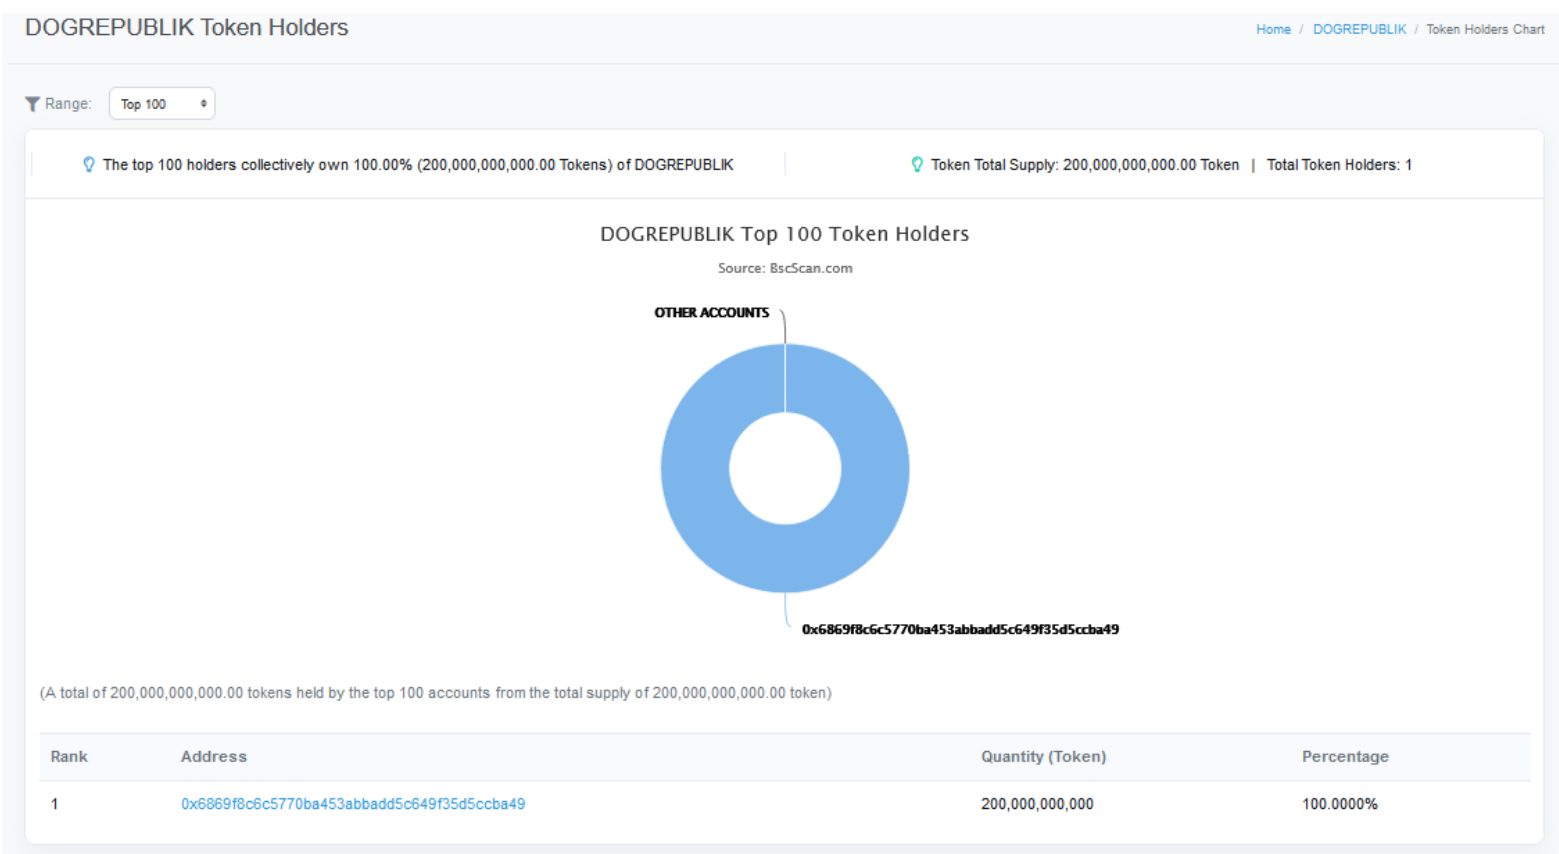 DOGREPUBLIK Token Holders
Home / DOGREPUBLIK / Token Holders Chart
Range: Top 100
The top 100 holders collectively own 100.00% (200,000,000,000.00 Tokens) of DOGREPUBLIK
Token Total Supply: 200,000,000,000.00 Token | Total Token Holders: 1
DOGREPUBLIK Top 100 Token Holders
Source: BscScan.com
OTHER ACCOUNTS
0x6869f8c6c5770ba453abbadd5c649f35d5ccba49
(A total of 200,000,000,000.00 tokens held by the top 100 accounts from the total supply of 200,000,000,000.00 token)
Rank Address Quantity (Token) Percentage
1 0x6869f8c6c5770ba453abbadd5c649f35d5ccba49 200,000,000,000 100.0000%